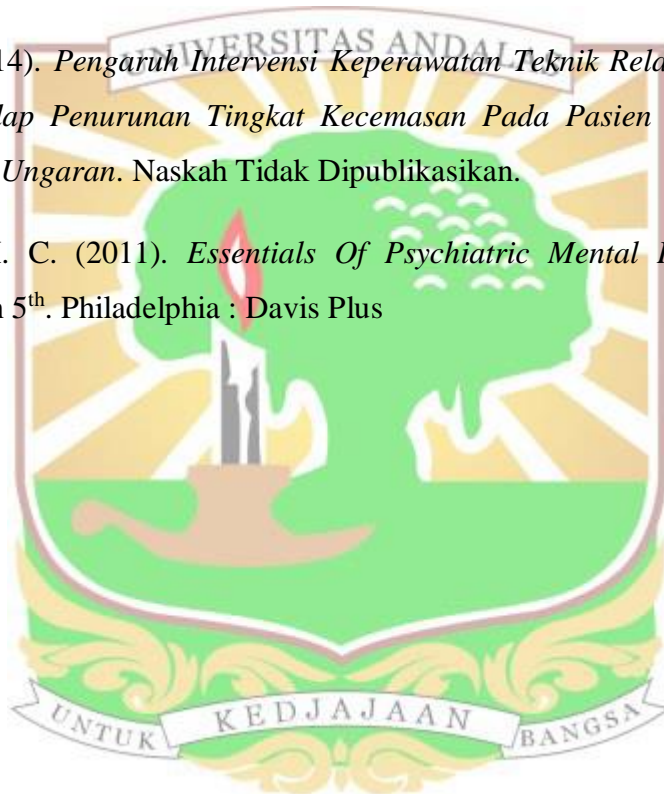 UNIVERSITAS ANDALAS
14). Pengaruh Intervensi Keperawatan Teknik Rela
lap Penurunan Tingkat Kecemasan Pada Pasien
Ungaran. Naskah Tidak Dipublikasikan.
. C. (2011). Essentials Of Psychiatric Mental
5th. Philadelphia : Davis Plus
UNTUK KEDJAJAAN BANGSA